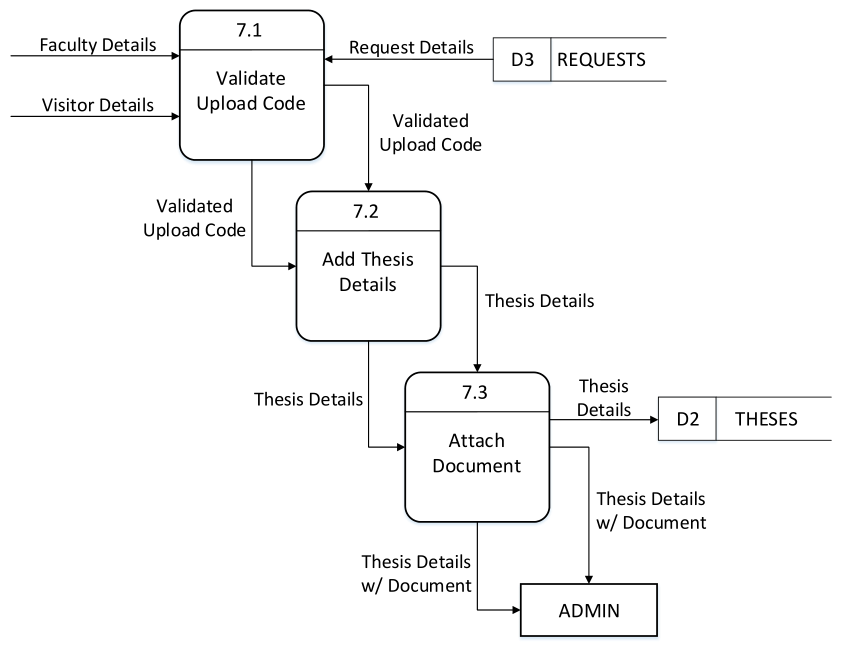 7.1
Faculty Details
Request Details
D3 REQUESTS
Validate
Upload Code
Visitor Details
Validated
Upload Code
Validated
Upload Code
7.2
Add Thesis
Details
Thesis Details
Thesis Details
7.3
Thesis
Details
D2 THESES
Attach
Document
Thesis Details
w/ Document
Thesis Details
w/ Document
ADMIN